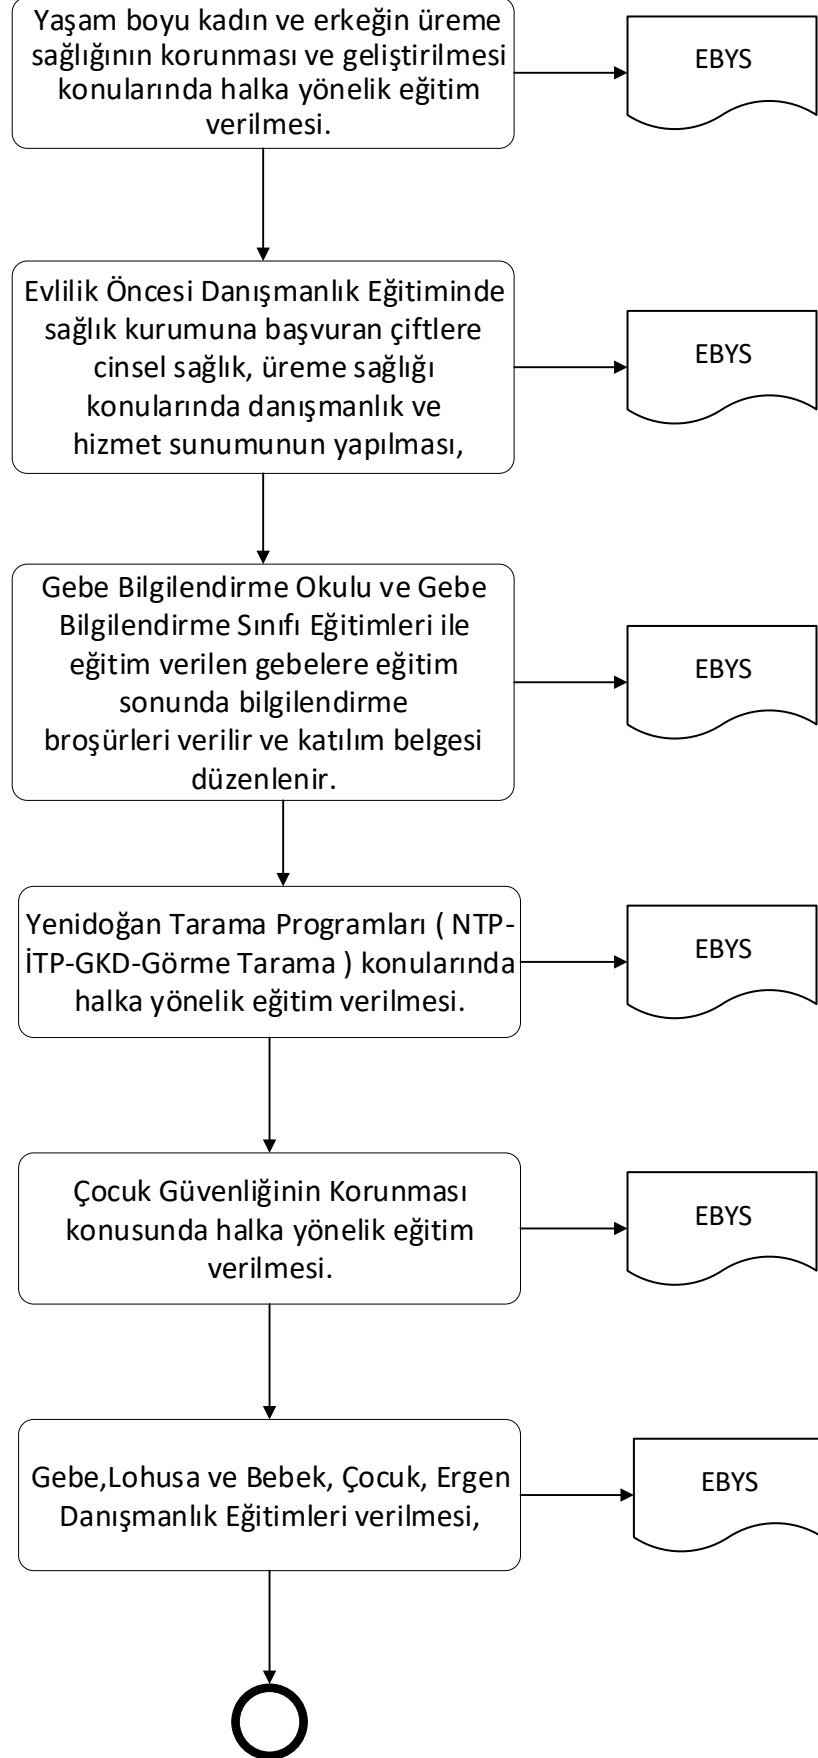 Yaşam boyu kadın ve erkeğin üreme
sağlığının korunması ve geliştirilmesi
konularında halka yönelik eğitim
verilmesi.
EBYS
Evlilik Öncesi Danışmanlık Eğitiminde
sağlık kurumuna başvuran çiftlere
cinsel sağlık, üreme sağlığı
konularında danışmanlık ve
hizmet sunumunun yapılması,
EBYS
Gebe Bilgilendirme Okulu ve Gebe
Bilgilendirme Sınıfı Eğitimleri ile
eğitim verilen gebelere eğitim
sonunda bilgilendirme
broşürleri verilir ve katılım belgesi
düzenlenir.
EBYS
Yenidoğan Tarama Programları ( NTP-
İTP-GKD-Görme Tarama ) konularında
halka yönelik eğitim verilmesi.
EBYS
Çocuk Güvenliğinin Korunması
konusunda halka yönelik eğitim
verilmesi.
EBYS
Gebe,Lohusa ve Bebek, Çocuk, Ergen
Danışmanlık Eğitimleri verilmesi,
EBYS